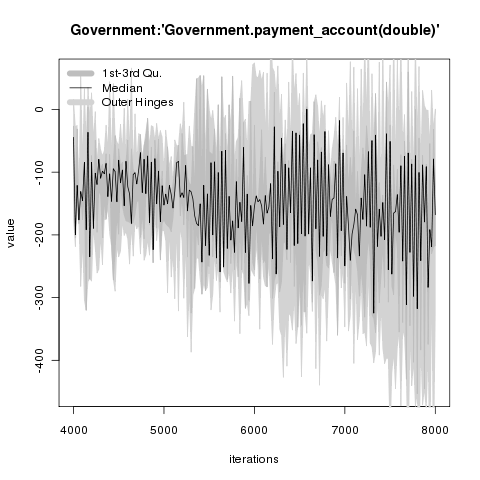 Government:'Government.payment_account(double)'
1st-3rd Qu.
Median
Outer Hinges
0
-100
-200
-300
-400
value
4000 5000 6000 7000 8000
iterations